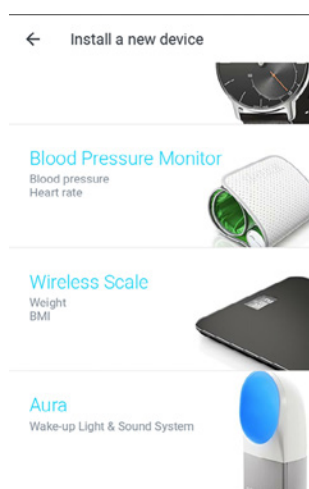 Install a new device
Blood Pressure Monitor
Blood pressure
Heart rate
Wireless Scale
Weight
BMI
Aura
Wake-up Light & Sound System